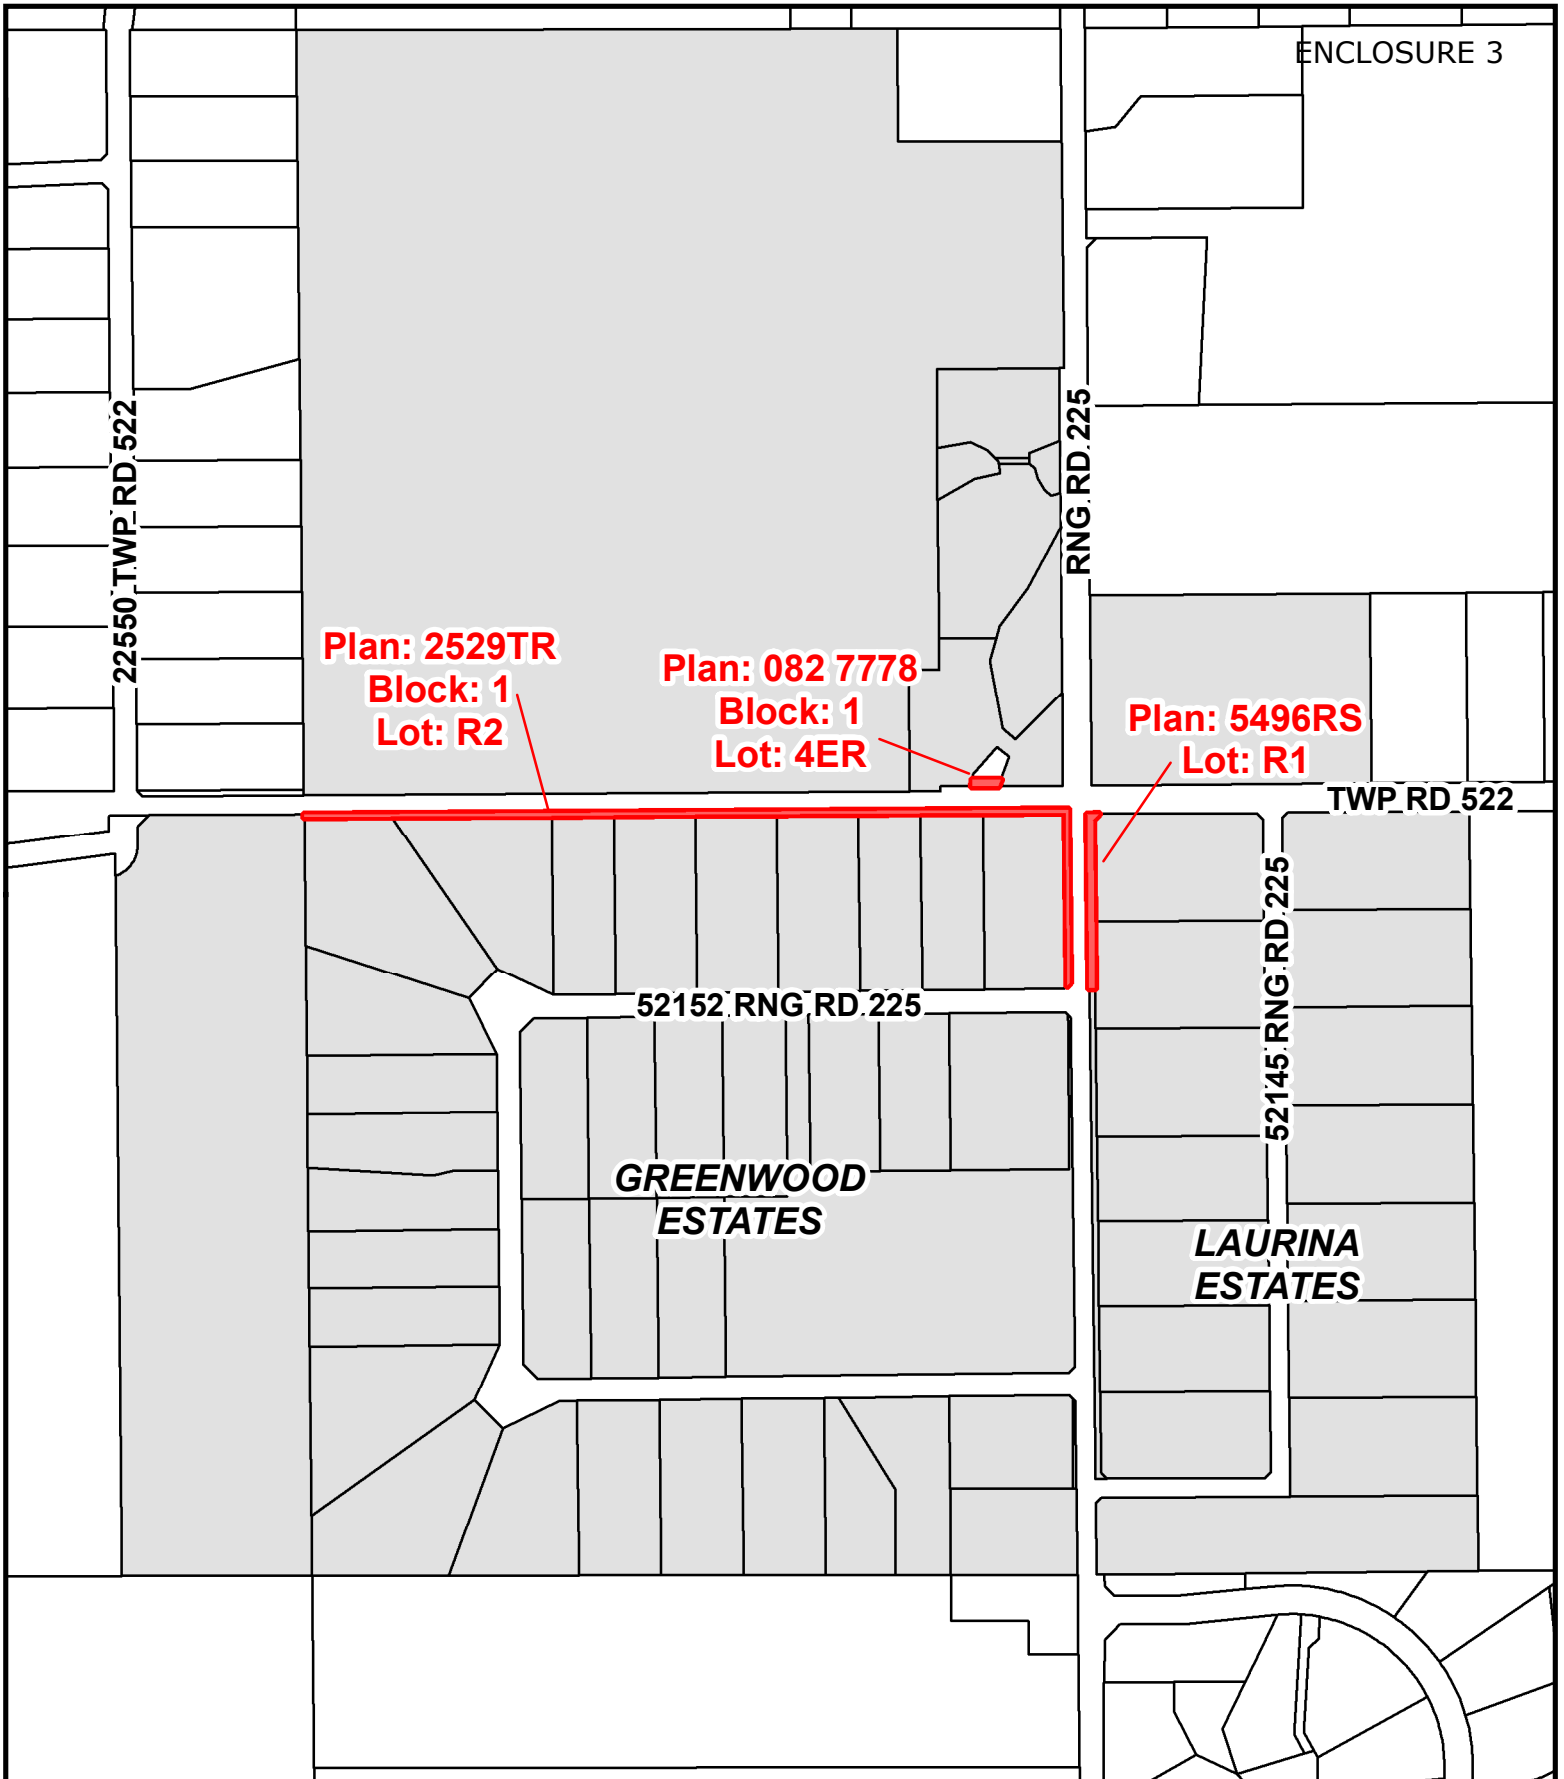 ENCLOSURE 3
22550 TWP RD 522
RNG RD 225
Plan: 2529TR
Block: 1
Lot: R2
Plan: 082 7778
Block: 1
Lot: 4ER
Plan: 5496RS
Lot: R1
TWP RD 522
52152 RNG RD 225
52145 RNG RD 225
GREENWOOD
ESTATES
LAURINA
ESTATES